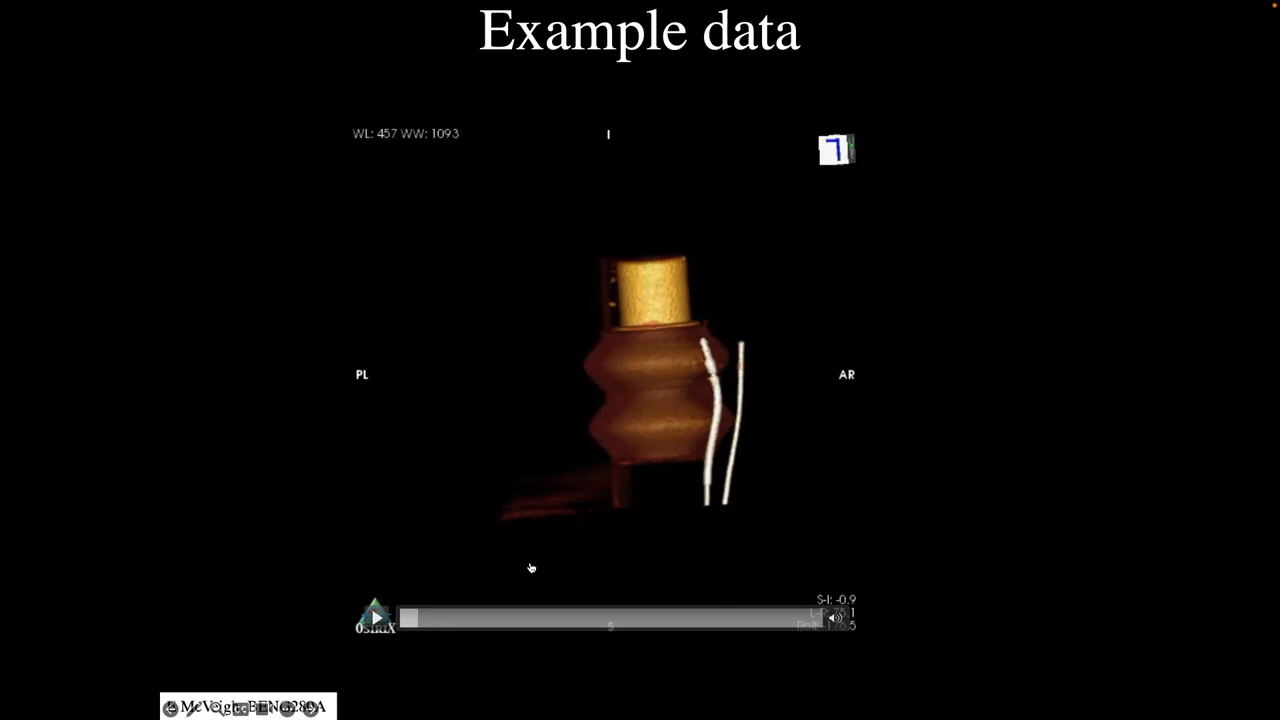 Example data
WL: 457 WW: 1093
I
PL
AR
S-I: -0.9
S
OSIRIX